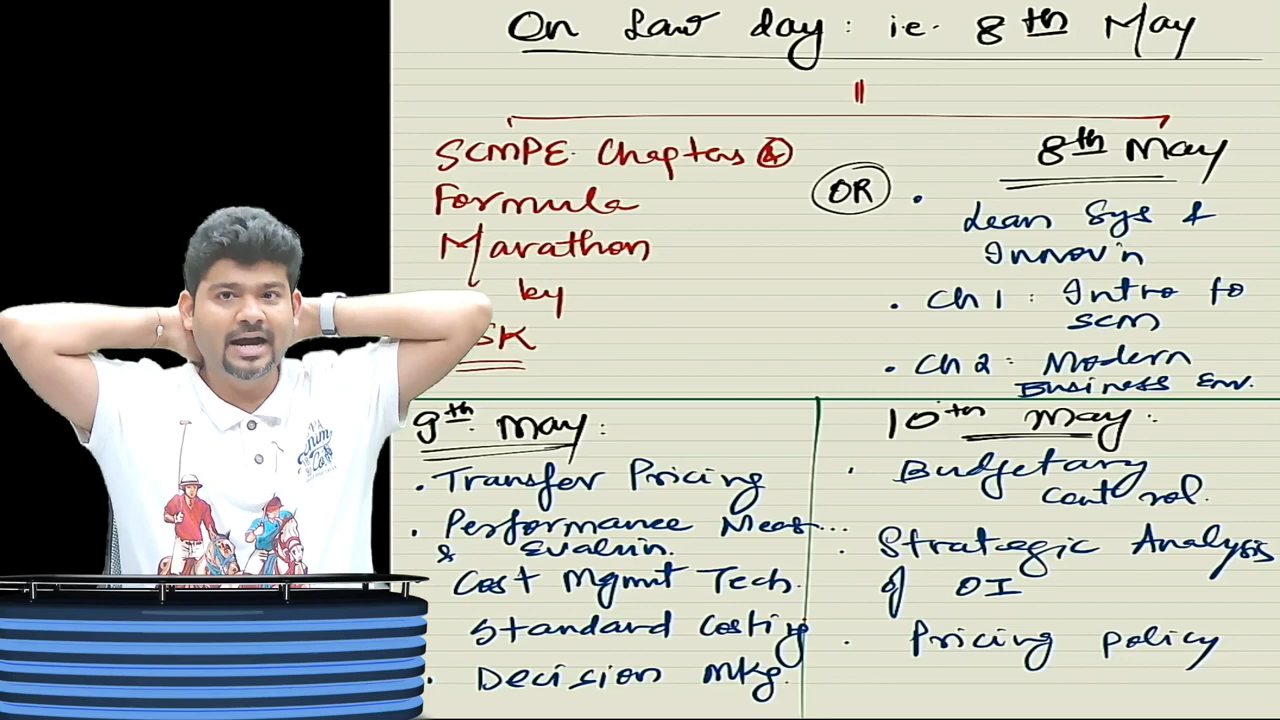 On Law day: i.e. 8th May
SCMPE Chapters &
Formula
Marathon
by
SK
OR
8th May
• Lean Sys &
Innov'n
• Ch 1 : Intro to
SCM
• Ch 2 : Modern
Business Env.
9th May:
• Transfer Pricing
• Performance Meas...
& Evalu'n.
Cost Mgmt Tech.
Standard Costing
• Decision Mkg.
10th May:
• Budgetary
control.
• Strategic Analysis
of OI
• Pricing policy
Denim
Co